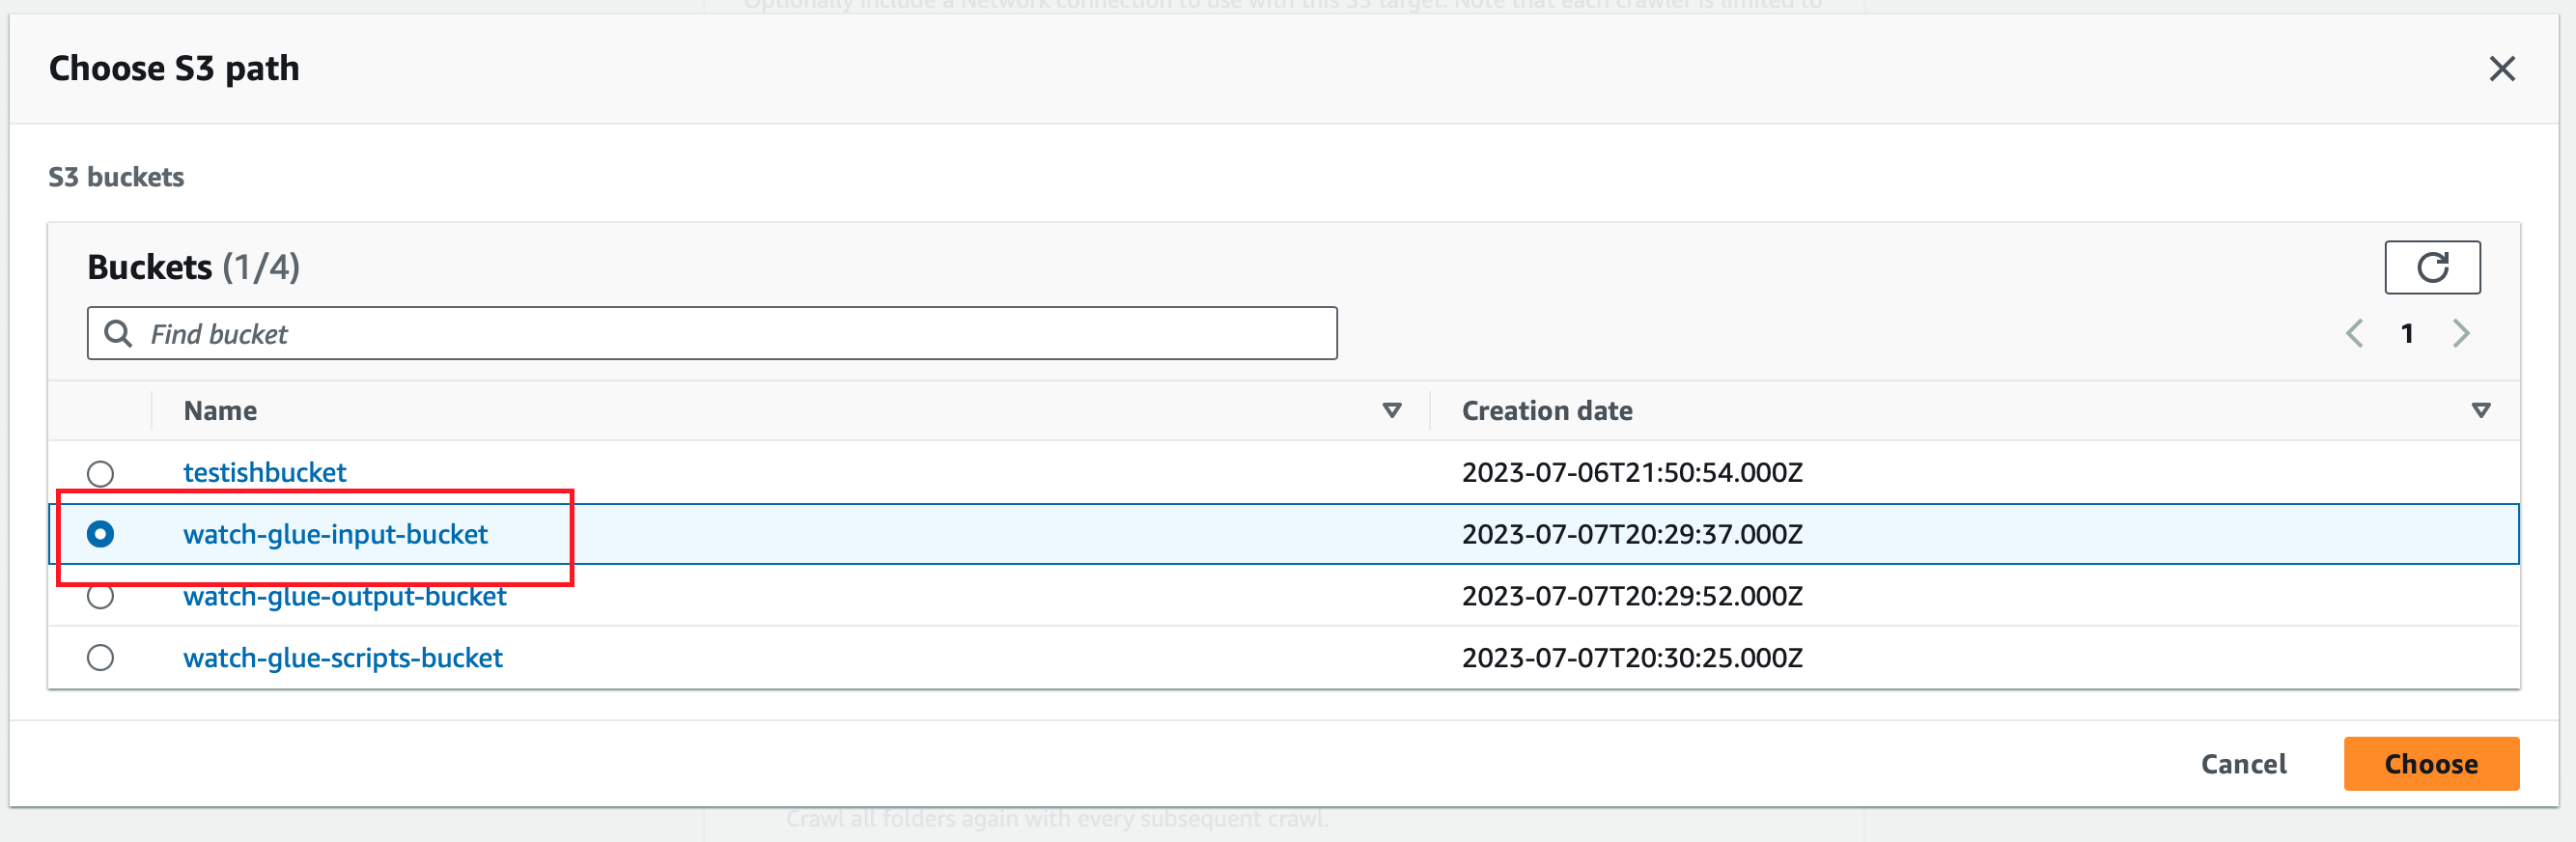 Optionally include a Network connection to use with this S3 target. Note that each crawler is limited to
Choose S3 path
S3 buckets
Buckets (1/4)
Find bucket
1
Name Creation date
testishbucket 2023-07-06T21:50:54.000Z
watch-glue-input-bucket 2023-07-07T20:29:37.000Z
watch-glue-output-bucket 2023-07-07T20:29:52.000Z
watch-glue-scripts-bucket 2023-07-07T20:30:25.000Z
Cancel Choose
Crawl all folders again with every subsequent crawl.